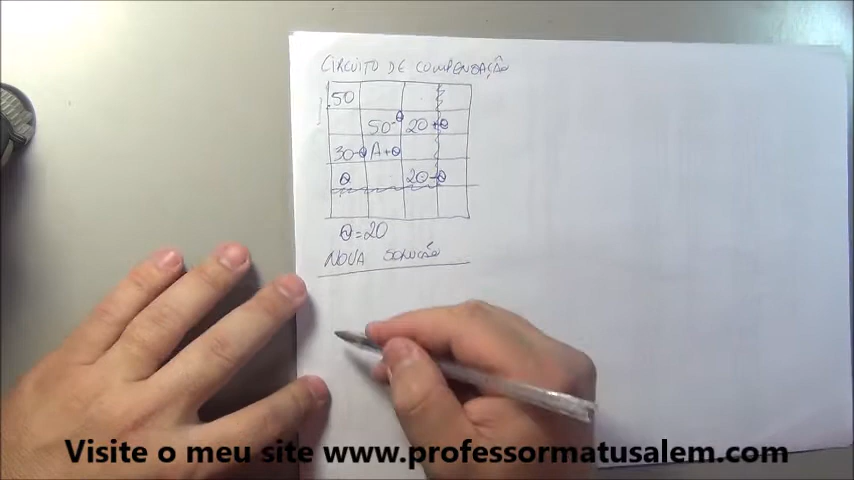 CIRCUITO DE COMPENSAÇÃO
50
50-θ 20+θ
30-θ A+θ
θ 20-θ
θ=20
NOVA SOLUÇÃO
Visite o meu site www.professormatusalem.com